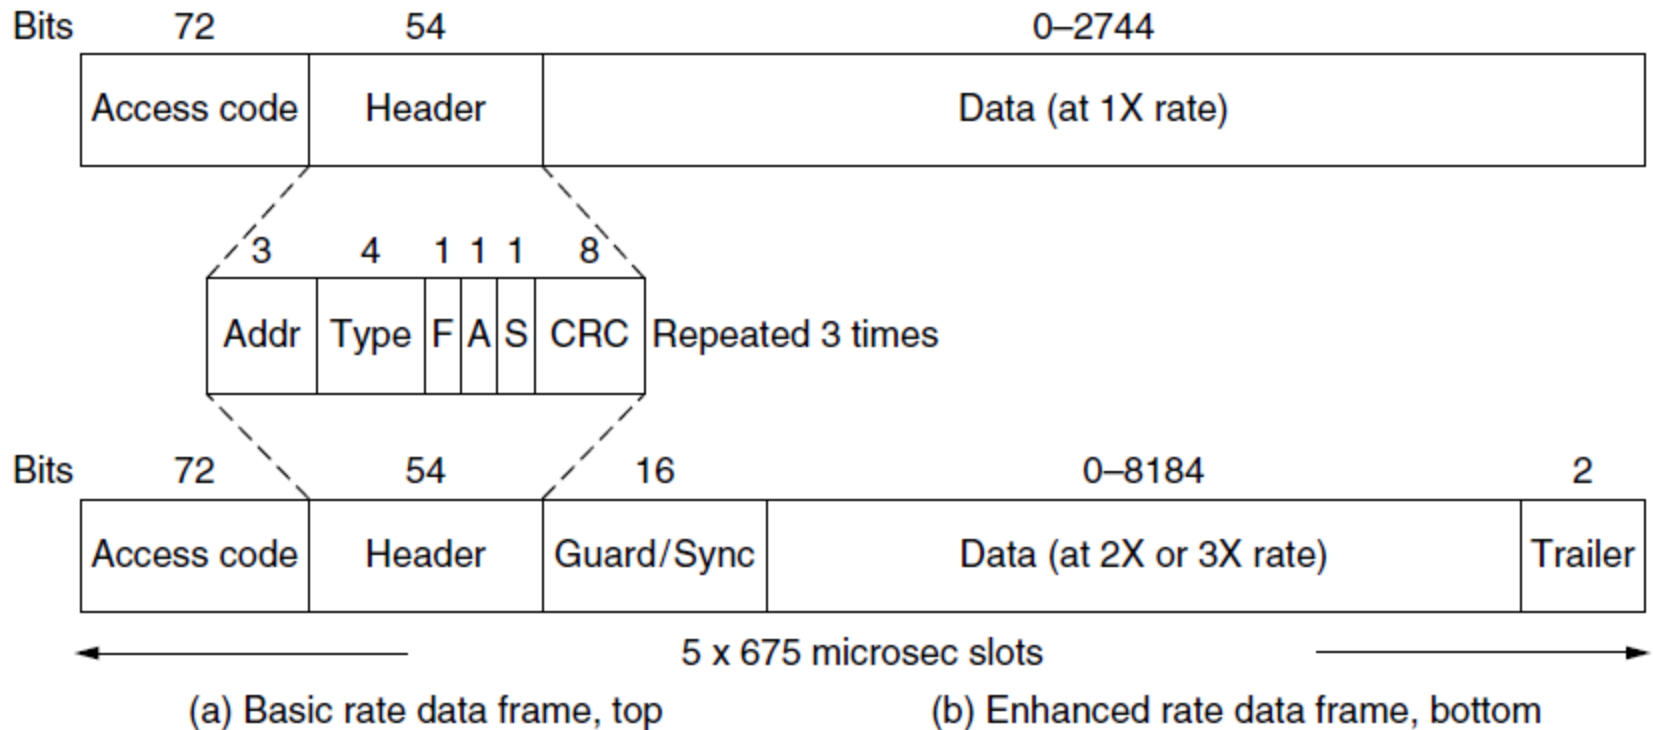 Bits 72 54 0–2744
Access code Header Data (at 1X rate)
3 4 1 1 1 8
Addr Type F A S CRC Repeated 3 times
Bits 72 54 16 0–8184 2
Access code Header Guard/Sync Data (at 2X or 3X rate) Trailer
5 x 675 microsec slots
(a) Basic rate data frame, top (b) Enhanced rate data frame, bottom